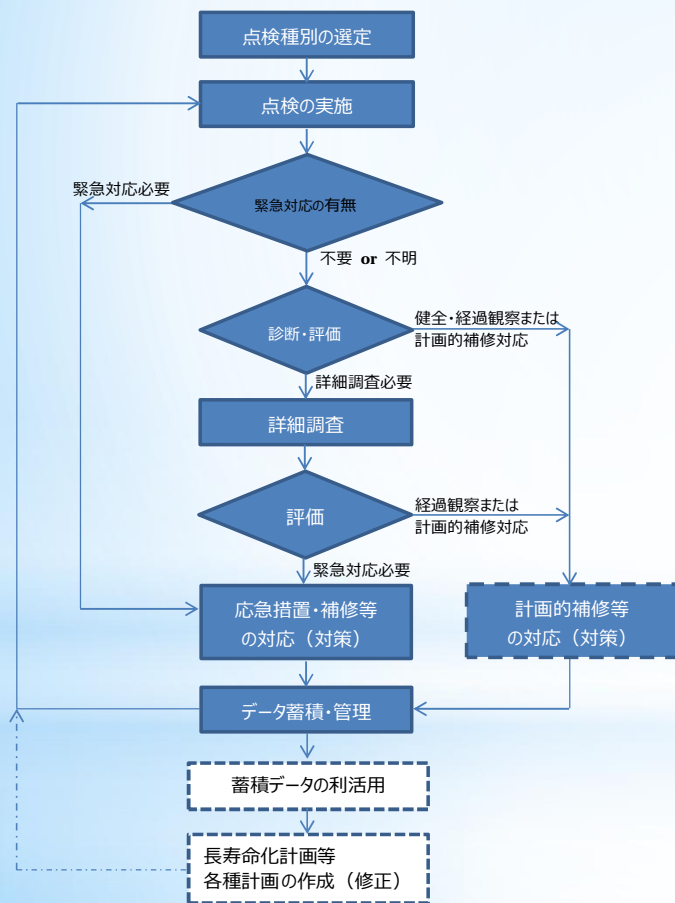 点検種別の選定
点検の実施
緊急対応必要
緊急対応の有無
不要 or 不明
診断・評価
健全・経過観察または
計画的補修対応
詳細調査必要
詳細調査
評価
経過観察または
計画的補修対応
緊急対応必要
応急措置・補修等
の対応（対策）
計画的補修等
の対応（対策）
データ蓄積・管理
蓄積データの利活用
長寿命化計画等
各種計画の作成（修正）